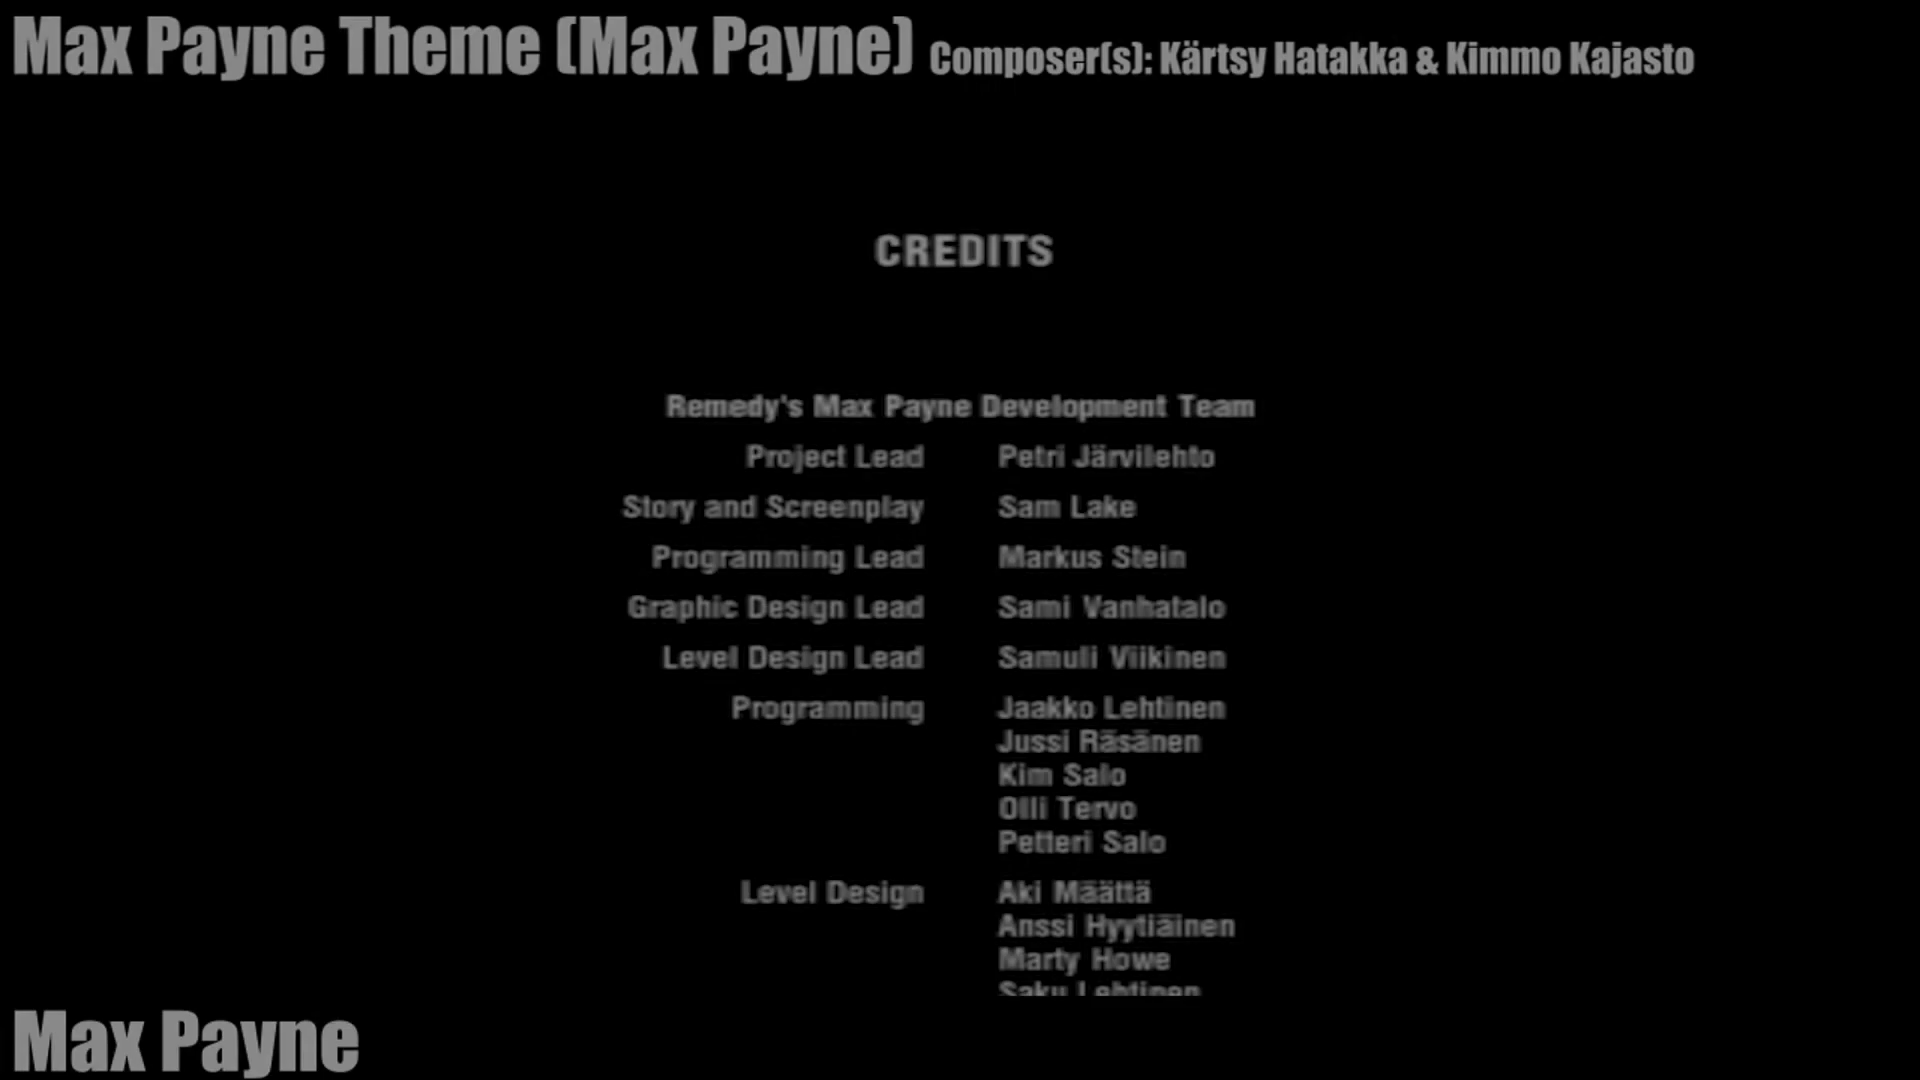 Max Payne Theme (Max Payne) Composer(s): Kärtsy Hatakka & Kimmo Kajasto
CREDITS
Remedy's Max Payne Development Team
Project Lead Petri Järvilehto
Story and Screenplay Sam Lake
Programming Lead Markus Stein
Graphic Design Lead Sami Vanhatalo
Level Design Lead Samuli Viikinen
Programming Jaakko Lehtinen
Jussi Räsänen
Kim Salo
Olli Tervo
Petteri Salo
Level Design Aki Määttä
Anssi Hyytiäinen
Marty Howe
Saku Lehtinen
Max Payne